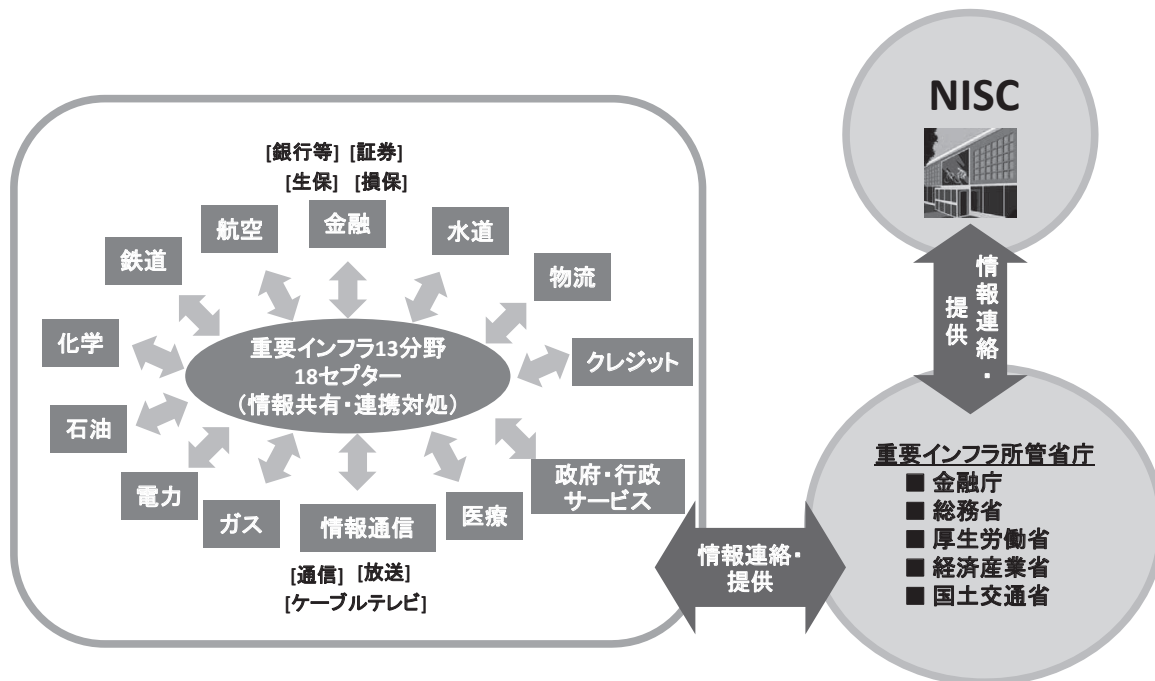 [銀行等] [証券]
[生保] [損保]
金融
航空
水道
鉄道
物流
化学
クレジット
石油
電力
ガス
情報通信
医療
政府・行政
サービス
[通信] [放送]
[ケーブルテレビ]
重要インフラ13分野
18セプター
（情報共有・連携対処）
情報連絡・
提供
NISC
情報連絡・
提供
重要インフラ所管省庁
■ 金融庁
■ 総務省
■ 厚生労働省
■ 経済産業省
■ 国土交通省